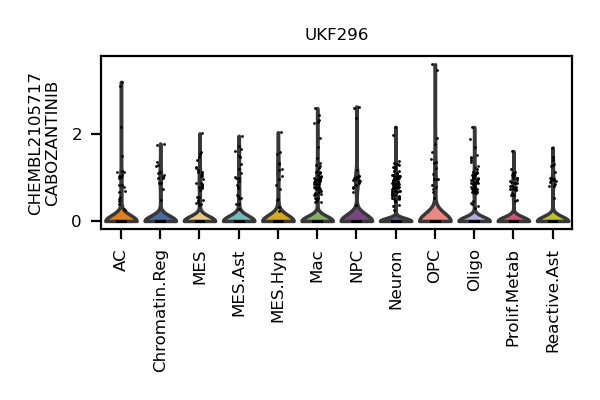 UKF296
CHEMBL2105717
CABOZANTINIB
2
0
AC
Chromatin.Reg
MES
MES.Ast
MES.Hyp
Mac
NPC
Neuron
OPC
Oligo
Prolif.Metab
Reactive.Ast